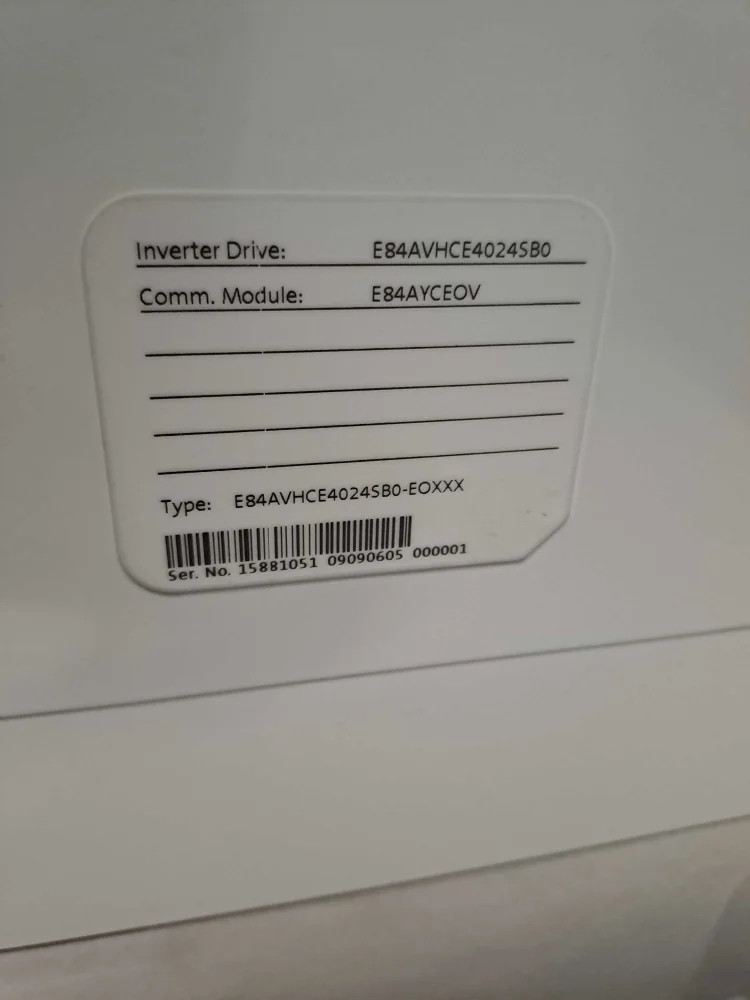 Inverter Drive: E84AVHCE4024SB0
Comm. Module: E84AYCEOV
Type: E84AVHCE4024SB0-EOXXX
Ser. No. 15881051 09090605 000001